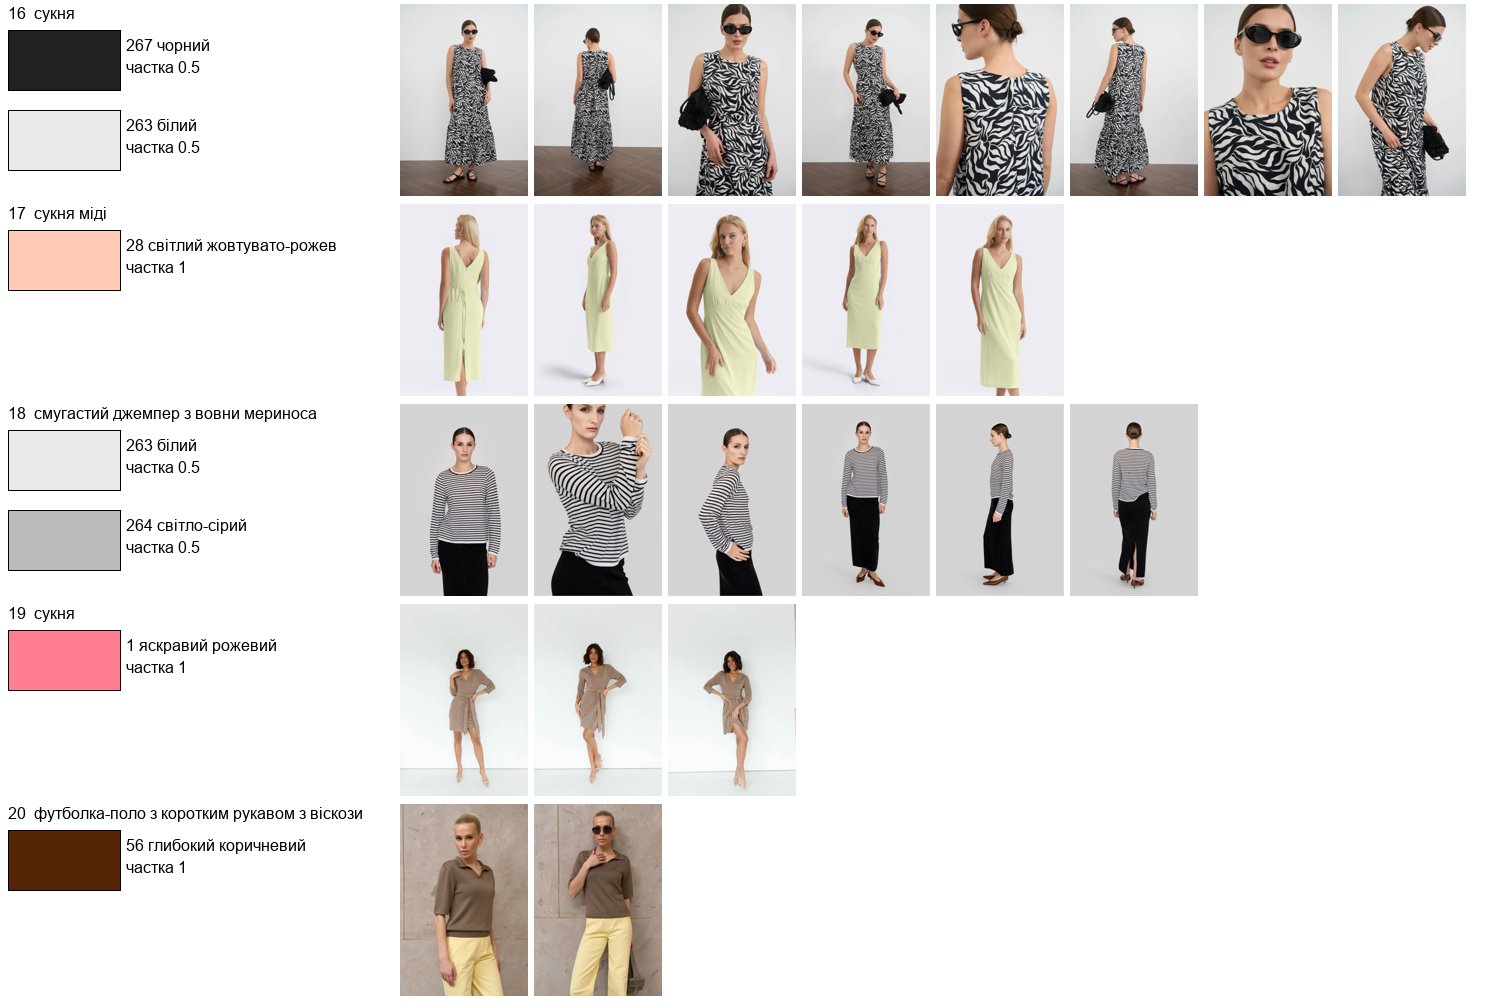 16 сукня
267 чорний
частка 0.5
263 білий
частка 0.5
17 сукня міді
28 світлий жовтувато-рожев
частка 1
18 смугастий джемпер з вовни мериноса
263 білий
частка 0.5
264 світло-сірий
частка 0.5
19 сукня
1 яскравий рожевий
частка 1
20 футболка-поло з коротким рукавом з віскози
56 глибокий коричневий
частка 1